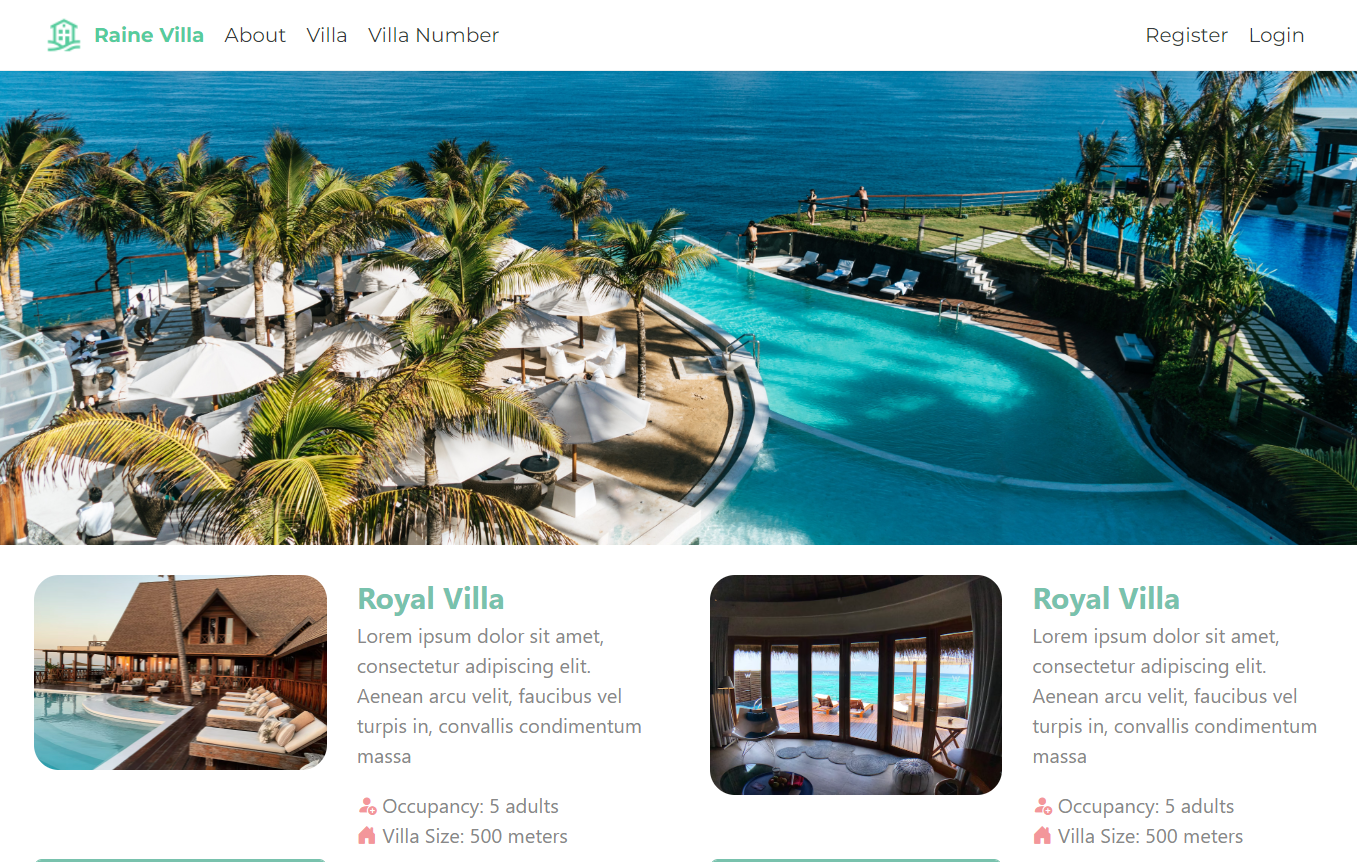 Raine Villa About Villa Villa Number Register Login
Royal Villa
Lorem ipsum dolor sit amet,
consectetur adipiscing elit.
Aenean arcu velit, faucibus vel
turpis in, convallis condimentum
massa
Occupancy: 5 adults
Villa Size: 500 meters
Royal Villa
Lorem ipsum dolor sit amet,
consectetur adipiscing elit.
Aenean arcu velit, faucibus vel
turpis in, convallis condimentum
massa
Occupancy: 5 adults
Villa Size: 500 meters